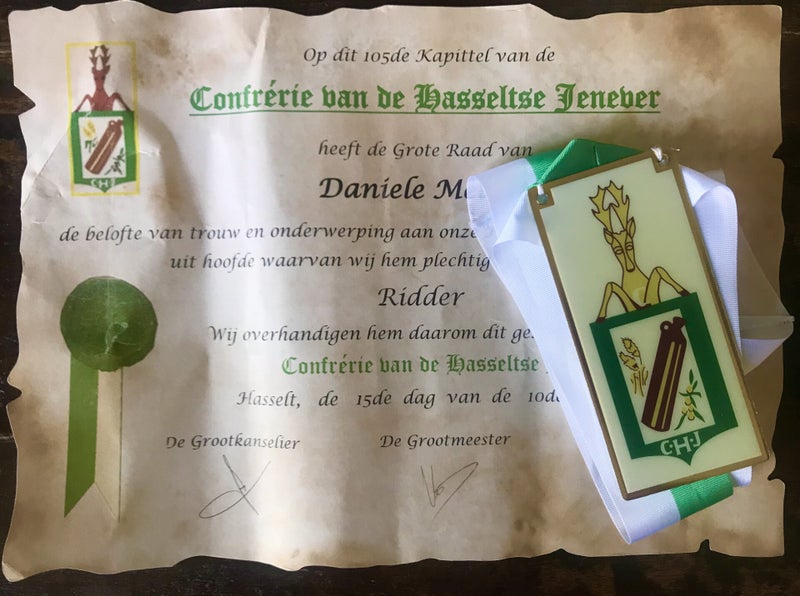 Op dit 105de Kapittel van de
Confrérie van de Hasseltse Jenever
heeft de Grote Raad van
Daniele
de belofte van trouw en onderwerping aan onze
uit hoofde waarvan wij hem plechtig
Ridder
Wij overhandigen hem daarom dit
Confrérie van de Hasseltse
Hasselt, de 15de dag van de
De Grootkanselier De Grootmeester
C·H·J
C·H·J